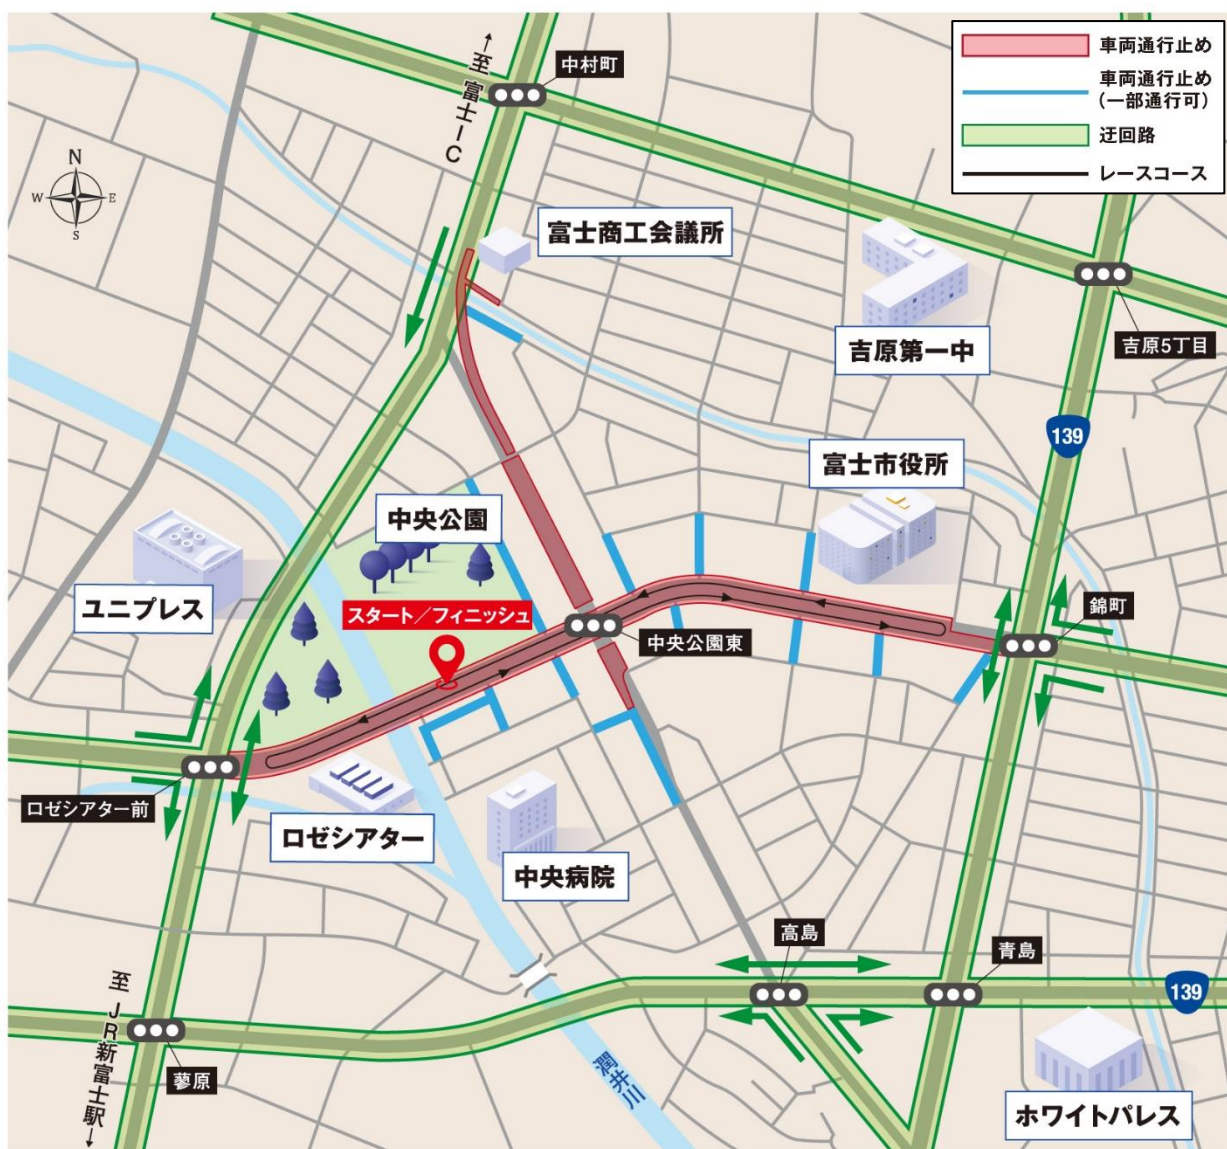 車両通行止め
車両通行止め
(一部通行可)
迂回路
レースコース
←至 富士IC
中村町
N
W
E
S
富士商工会議所
吉原第一中
吉原5丁目
139
富士市役所
中央公園
ユニプレス
スタート/フィニッシュ
錦町
中央公園東
ロゼシアター前
ロゼシアター
中央病院
高島
青島
139
至 JR新富士駅→
蓼原
潤井川
ホワイトパレス